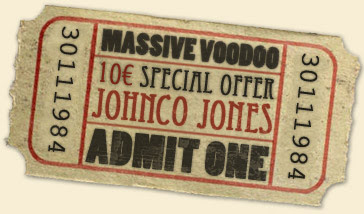 30111984
MASSIVE VOODOO
10€ SPECIAL OFFER
JOHNCO JONES
ADMIT ONE
30111984